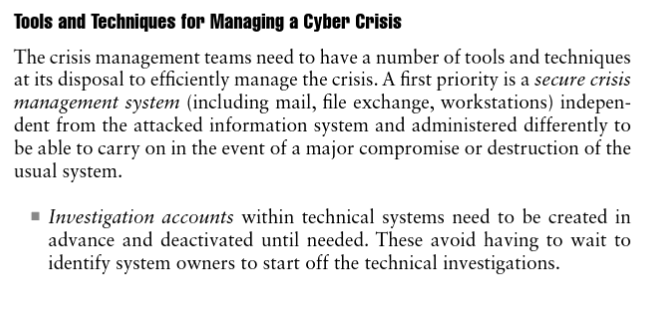 Tools and Techniques for Managing a Cyber Crisis
The crisis management teams need to have a number of tools and techniques
at its disposal to efficiently manage the crisis. A first priority is a secure crisis
management system (including mail, file exchange, workstations) indepen-
dent from the attacked information system and administered differently to
be able to carry on in the event of a major compromise or destruction of the
usual system.
■ Investigation accounts within technical systems need to be created in
advance and deactivated until needed. These avoid having to wait to
identify system owners to start off the technical investigations.